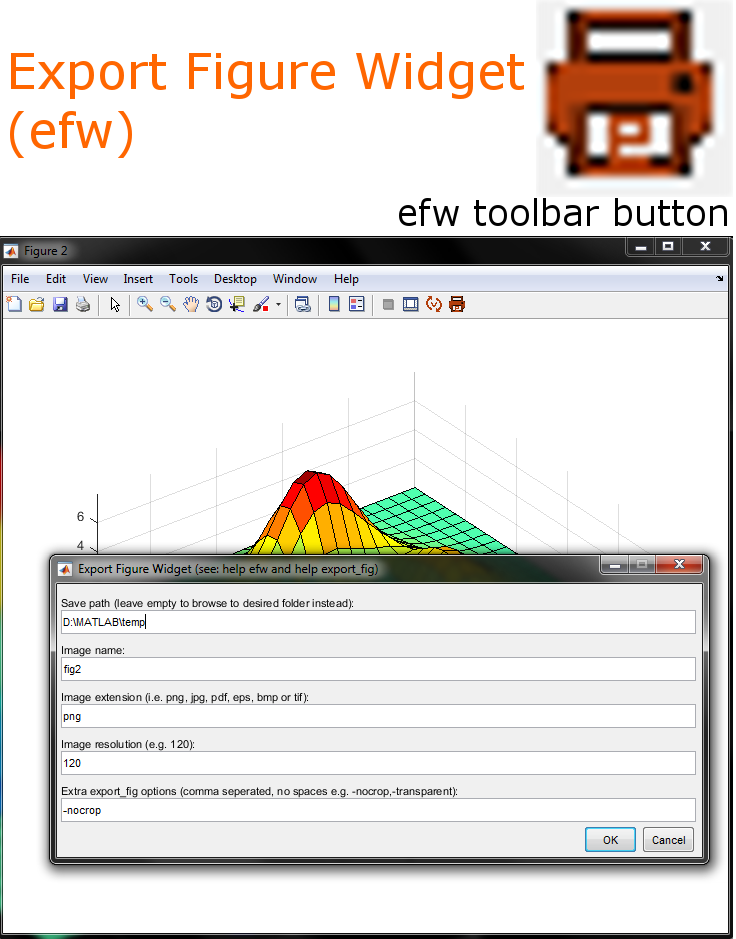 Export Figure Widget
(efw)
efw toolbar button
Figure 2
File Edit View Insert Tools Desktop Window Help
6
4
Export Figure Widget (see: help efw and help export_fig)
Save path (leave empty to browse to desired folder instead):
D:\MATLAB\temp
Image name:
fig2
Image extension (i.e. png, jpg, pdf, eps, bmp or tif):
png
Image resolution (e.g. 120):
120
Extra export_fig options (comma seperated, no spaces e.g. -nocrop,-transparent):
-nocrop
OK Cancel